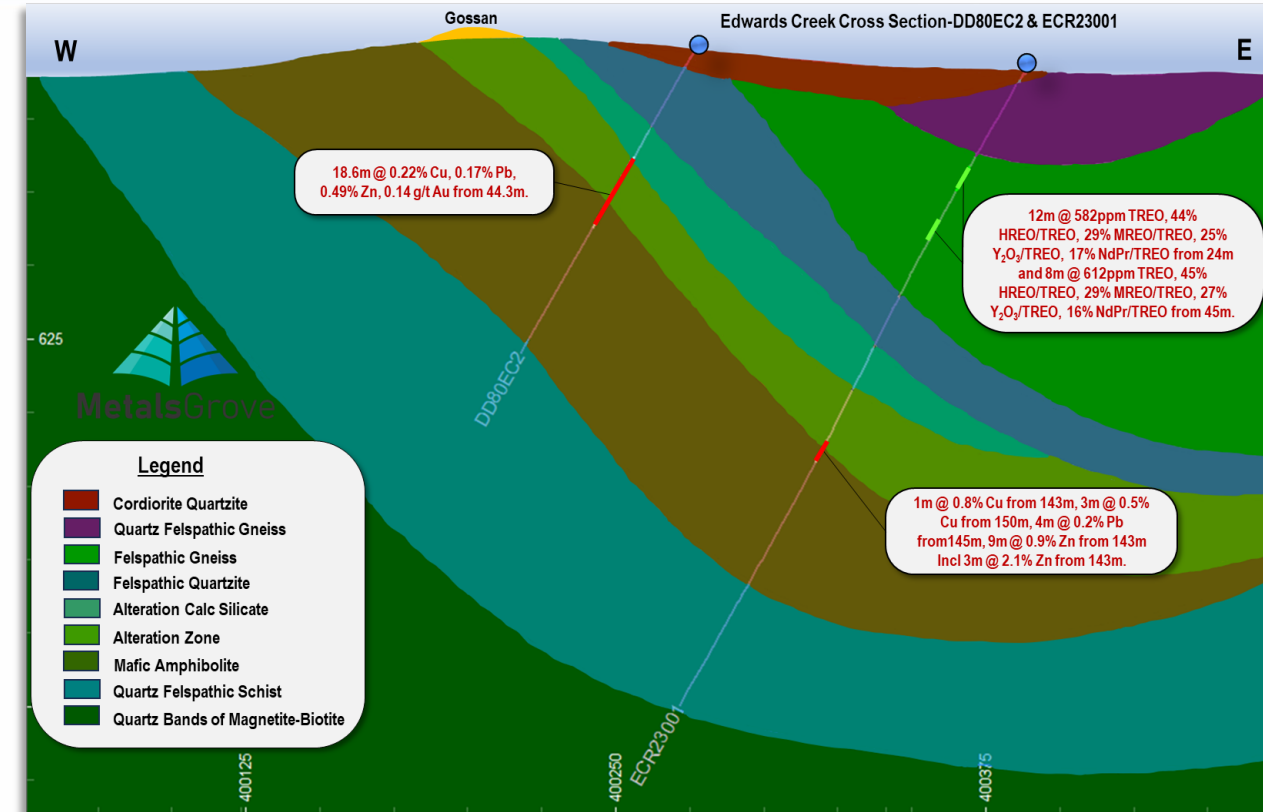 Gossan
Edwards Creek Cross Section-DD80EC2 & ECR23001
W
E
18.6m @ 0.22% Cu, 0.17% Pb,
0.49% Zn, 0.14 g/t Au from 44.3m.
12m @ 582ppm TREO, 44%
HREO/TREO, 29% MREO/TREO, 25%
Y₂O₃/TREO, 17% NdPr/TREO from 24m
and 8m @ 612ppm TREO, 45%
HREO/TREO, 29% MREO/TREO, 27%
Y₂O₃/TREO, 16% NdPr/TREO from 45m.
625
MetalsGrove
DD80EC2
Legend
Cordiorite Quartzite
Quartz Felspathic Gneiss
Felspathic Gneiss
Felspathic Quartzite
Alteration Calc Silicate
Alteration Zone
Mafic Amphibolite
Quartz Felspathic Schist
Quartz Bands of Magnetite-Biotite
1m @ 0.8% Cu from 143m, 3m @ 0.5%
Cu from 150m, 4m @ 0.2% Pb
from145m, 9m @ 0.9% Zn from 143m
Incl 3m @ 2.1% Zn from 143m.
ECR23001
400125
400250
400375